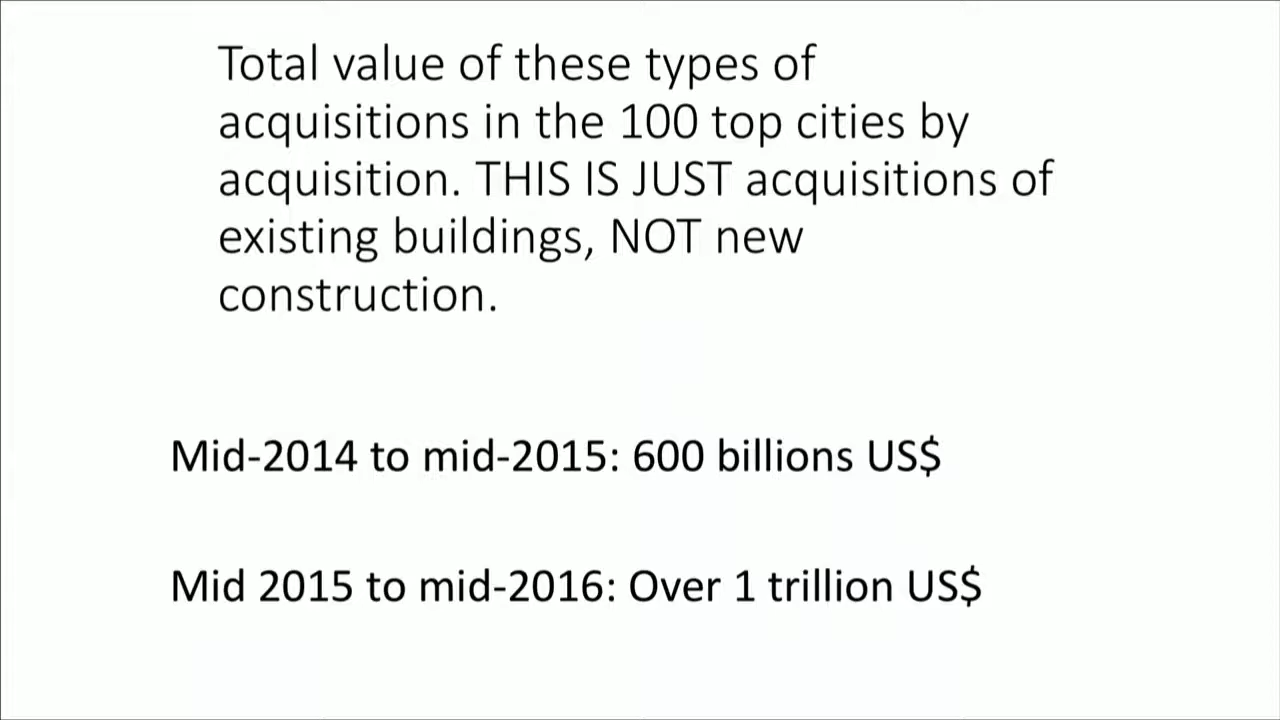 Total value of these types of
acquisitions in the 100 top cities by
acquisition. THIS IS JUST acquisitions of
existing buildings, NOT new
construction.
Mid-2014 to mid-2015: 600 billions US$
Mid 2015 to mid-2016: Over 1 trillion US$